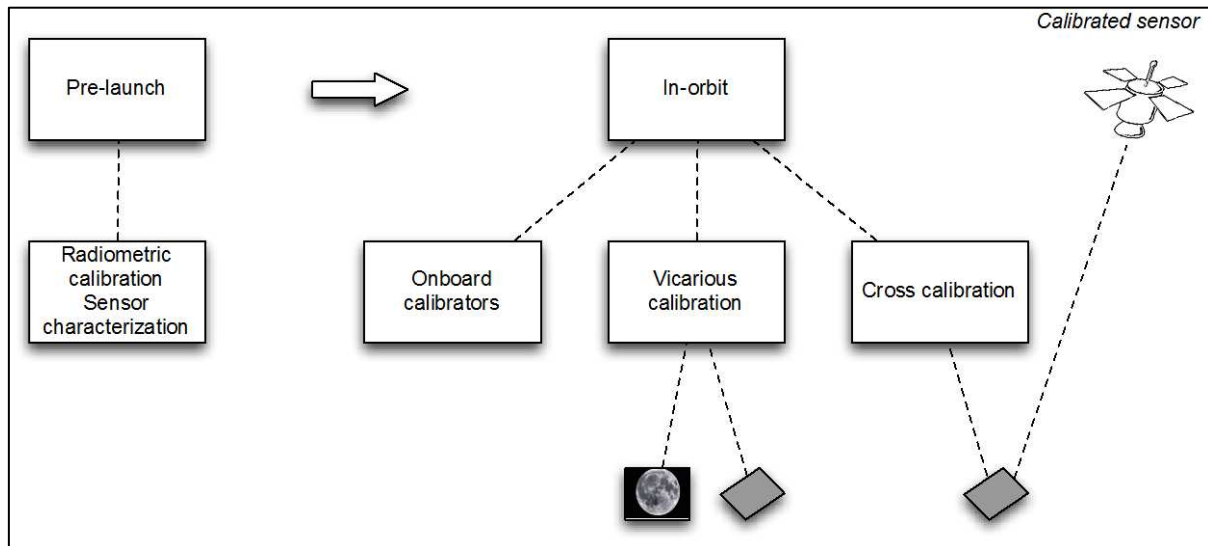 Calibrated sensor
Pre-launch
In-orbit
Radiometric
calibration
Sensor
characterization
Onboard
calibrators
Vicarious
calibration
Cross calibration